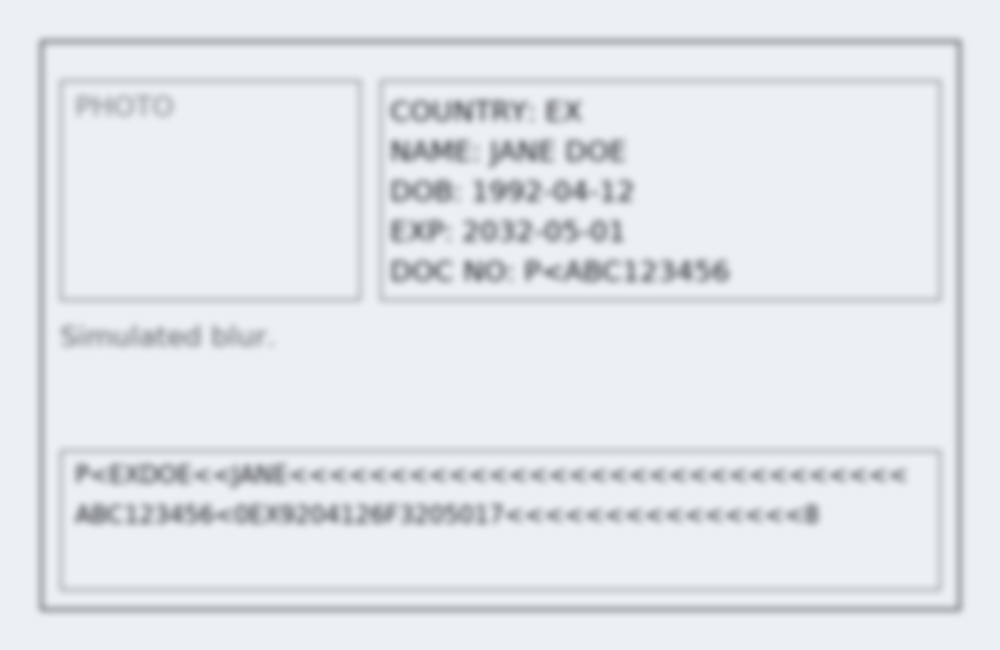 PHOTO
COUNTRY: EX
NAME: JANE DOE
DOB: 1992-04-12
EXP: 2032-05-01
DOC NO: P<ABC123456
Simulated blur.
P<EXDOE<<JANE<<<<<<<<<<<<<<<<<<<<<<<<<<<<<<<
ABC123456<0EX9204126F3205017<<<<<<<<<<<<<<<8